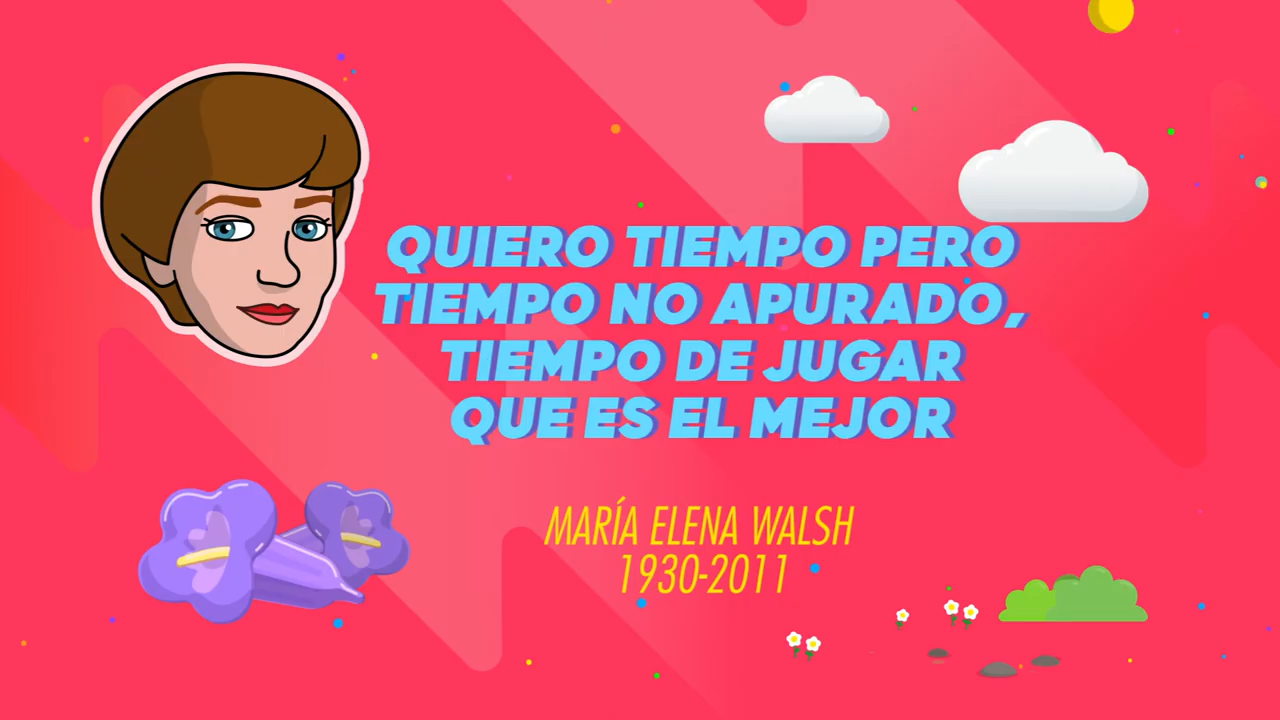 QUIERO TIEMPO PERO
TIEMPO NO APURADO,
TIEMPO DE JUGAR
QUE ES EL MEJOR
MARÍA ELENA WALSH
1930-2011